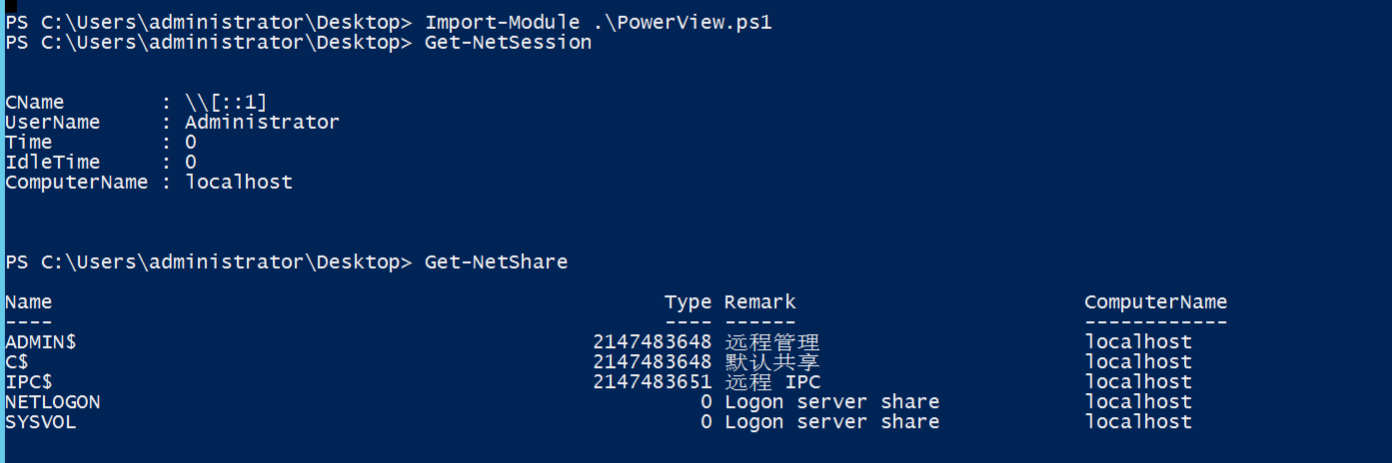 PS C:\Users\administrator\Desktop> Import-Module .\PowerView.ps1
PS C:\Users\administrator\Desktop> Get-NetSession
CName : \\[::1]
UserName : Administrator
Time : 0
IdleTime : 0
ComputerName : localhost
PS C:\Users\administrator\Desktop> Get-NetShare
Name Type Remark ComputerName
---- ---- ------ ------------
ADMIN$ 2147483648 远程管理 localhost
C$ 2147483648 默认共享 localhost
IPC$ 2147483651 远程 IPC localhost
NETLOGON 0 Logon server share localhost
SYSVOL 0 Logon server share localhost